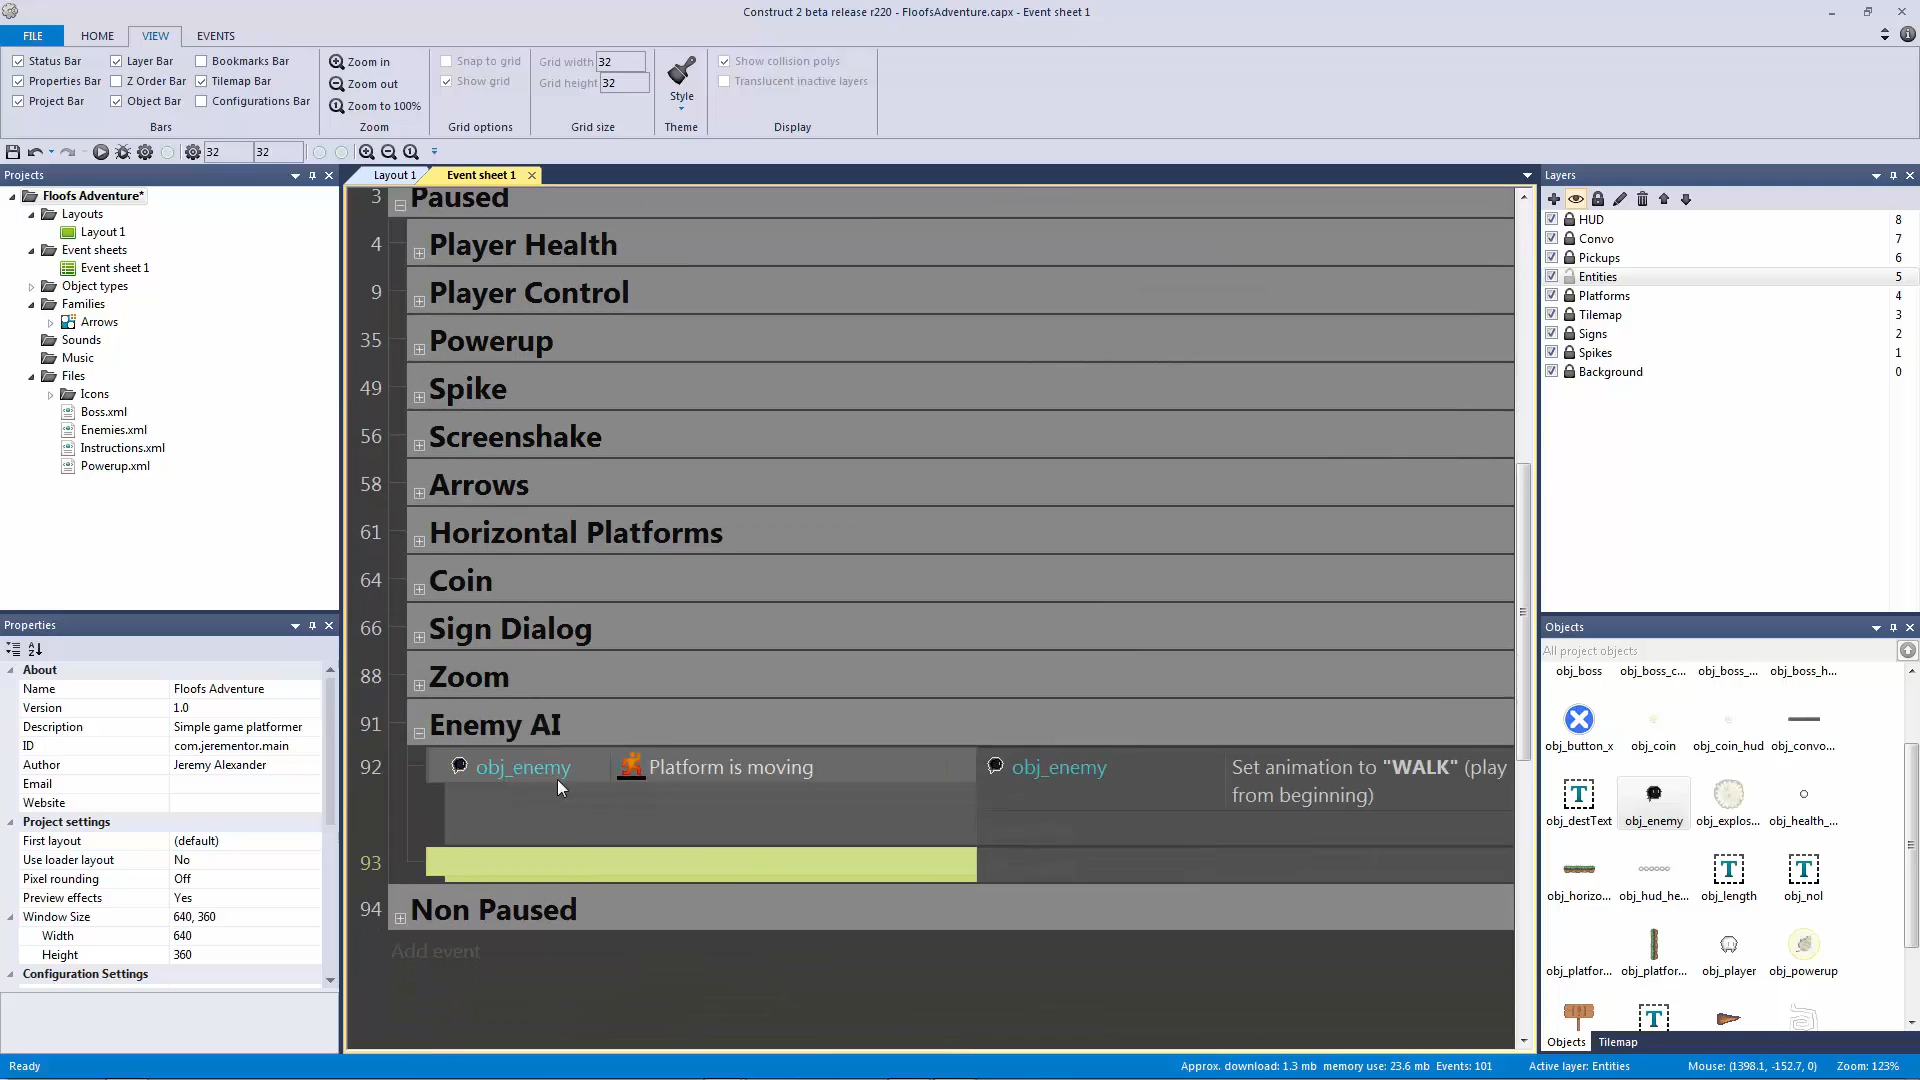 Construct 2 beta release r220 - FloofsAdventure.capx - Event sheet 1
FILE HOME VIEW EVENTS
Status Bar Layer Bar Bookmarks Bar
Properties Bar Z Order Bar Tilemap Bar
Project Bar Object Bar Configurations Bar
Bars
Zoom in
Zoom out
Zoom to 100%
Zoom
Snap to grid
Show grid
Grid options
Grid width 32
Grid height 32
Grid size
Style
Theme
Show collision polys
Translucent inactive layers
Display
32 32
Projects
Floofs Adventure*
Layouts
Layout 1
Event sheets
Event sheet 1
Object types
Families
Arrows
Sounds
Music
Files
Icons
Boss.xml
Enemies.xml
Instructions.xml
Powerup.xml
Properties
About
Name Floofs Adventure
Version 1.0
Description Simple game platformer
ID com.jerementor.main
Author Jeremy Alexander
Email
Website
Project settings
First layout (default)
Use loader layout No
Pixel rounding Off
Preview effects Yes
Window Size 640, 360
Width 640
Height 360
Configuration Settings
Layout 1 Event sheet 1
3 Paused
4 Player Health
9 Player Control
35 Powerup
49 Spike
56 Screenshake
58 Arrows
61 Horizontal Platforms
64 Coin
66 Sign Dialog
88 Zoom
91 Enemy AI
92 obj_enemy Platform is moving obj_enemy Set animation to "WALK" (play
from beginning)
93
94 Non Paused
Add event
Layers
HUD 8
Convo 7
Pickups 6
Entities 5
Platforms 4
Tilemap 3
Signs 2
Spikes 1
Background 0
Objects
All project objects
obj_boss obj_boss_c... obj_boss_... obj_boss_h...
obj_button_x obj_coin obj_coin_hud obj_convo...
obj_destText obj_enemy obj_explos... obj_health_...
obj_horizo... obj_hud_he... obj_length obj_nol
obj_platfor... obj_platfor... obj_player obj_powerup
Objects Tilemap
Ready
Approx. download: 1.3 mb memory use: 23.6 mb Events: 101 Active layer: Entities Mouse: (1398.1, -152.7, 0) Zoom: 123%